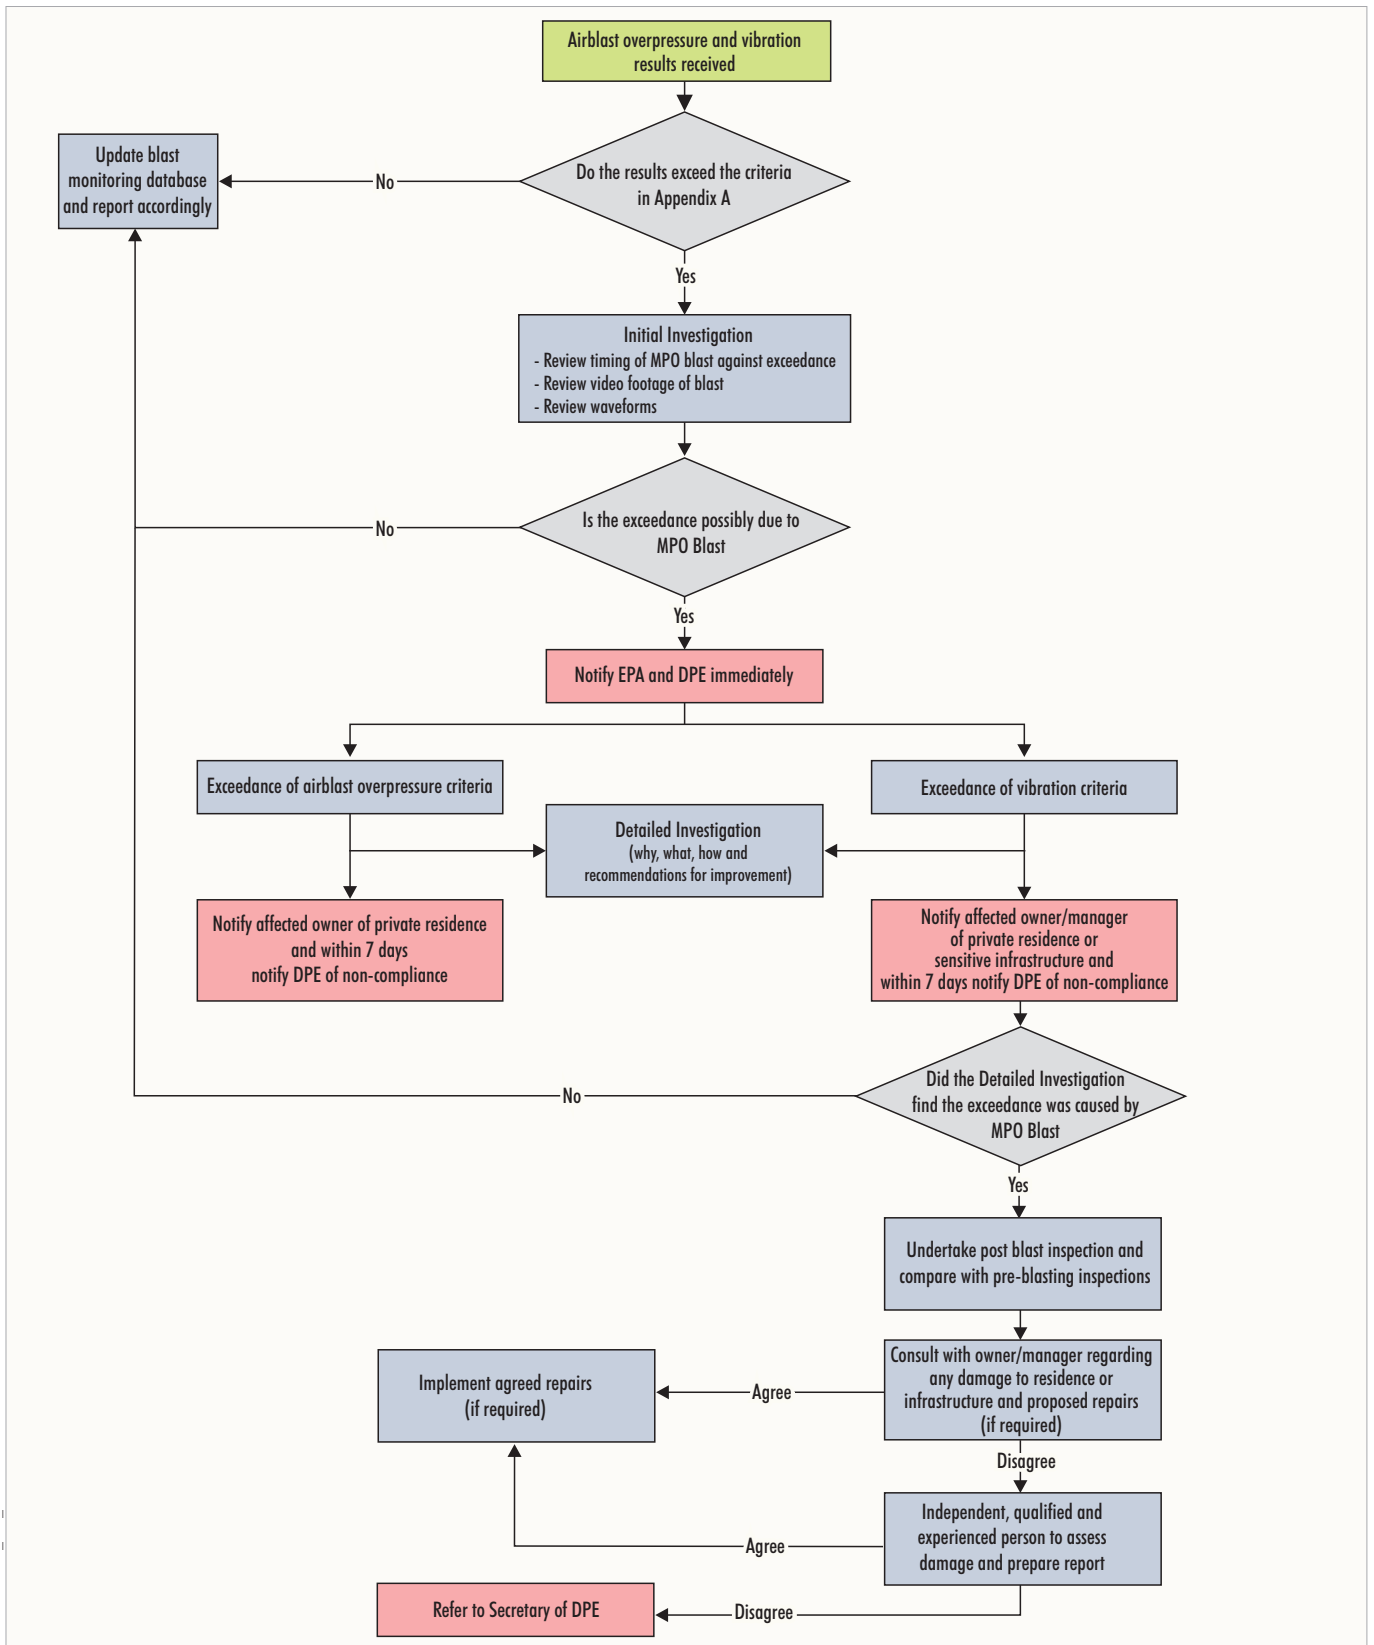 Airblast overpressure and vibration
results received
Do the results exceed the criteria
in Appendix A
No
Update blast
monitoring database
and report accordingly
Yes
Initial Investigation
- Review timing of MPO blast against exceedance
- Review video footage of blast
- Review waveforms
Is the exceedance possibly due to
MPO Blast
No
Yes
Notify EPA and DPE immediately
Exceedance of airblast overpressure criteria
Exceedance of vibration criteria
Detailed Investigation
(why, what, how and
recommendations for improvement)
Notify affected owner of private residence
and within 7 days
notify DPE of non-compliance
Notify affected owner/manager
of private residence or
sensitive infrastructure and
within 7 days notify DPE of non-compliance
Did the Detailed Investigation
find the exceedance was caused by
MPO Blast
No
Yes
Undertake post blast inspection and
compare with pre-blasting inspections
Consult with owner/manager regarding
any damage to residence or
infrastructure and proposed repairs
(if required)
Agree
Implement agreed repairs
(if required)
Disagree
Independent, qualified and
experienced person to assess
damage and prepare report
Agree
Disagree
Refer to Secretary of DPE